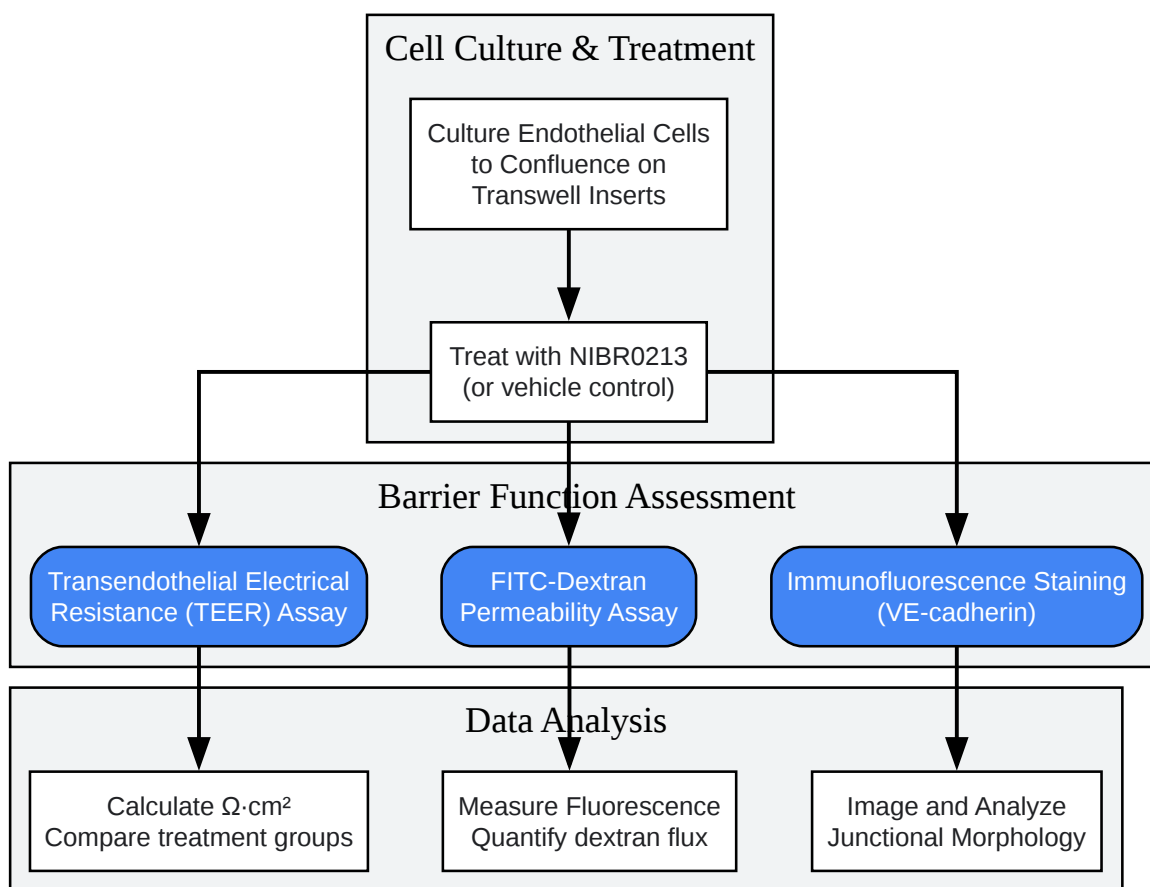 Cell Culture & Treatment
Culture Endothelial Cells
to Confluence on
Transwell Inserts
Treat with NIBR0213
(or vehicle control)
Barrier Function Assessment
Transendothelial Electrical
Resistance (TEER) Assay
FITC-Dextran
Permeability Assay
Immunofluorescence Staining
(VE-cadherin)
Data Analysis
Calculate Ω·cm²
Compare treatment groups
Measure Fluorescence
Quantify dextran flux
Image and Analyze
Junctional Morphology